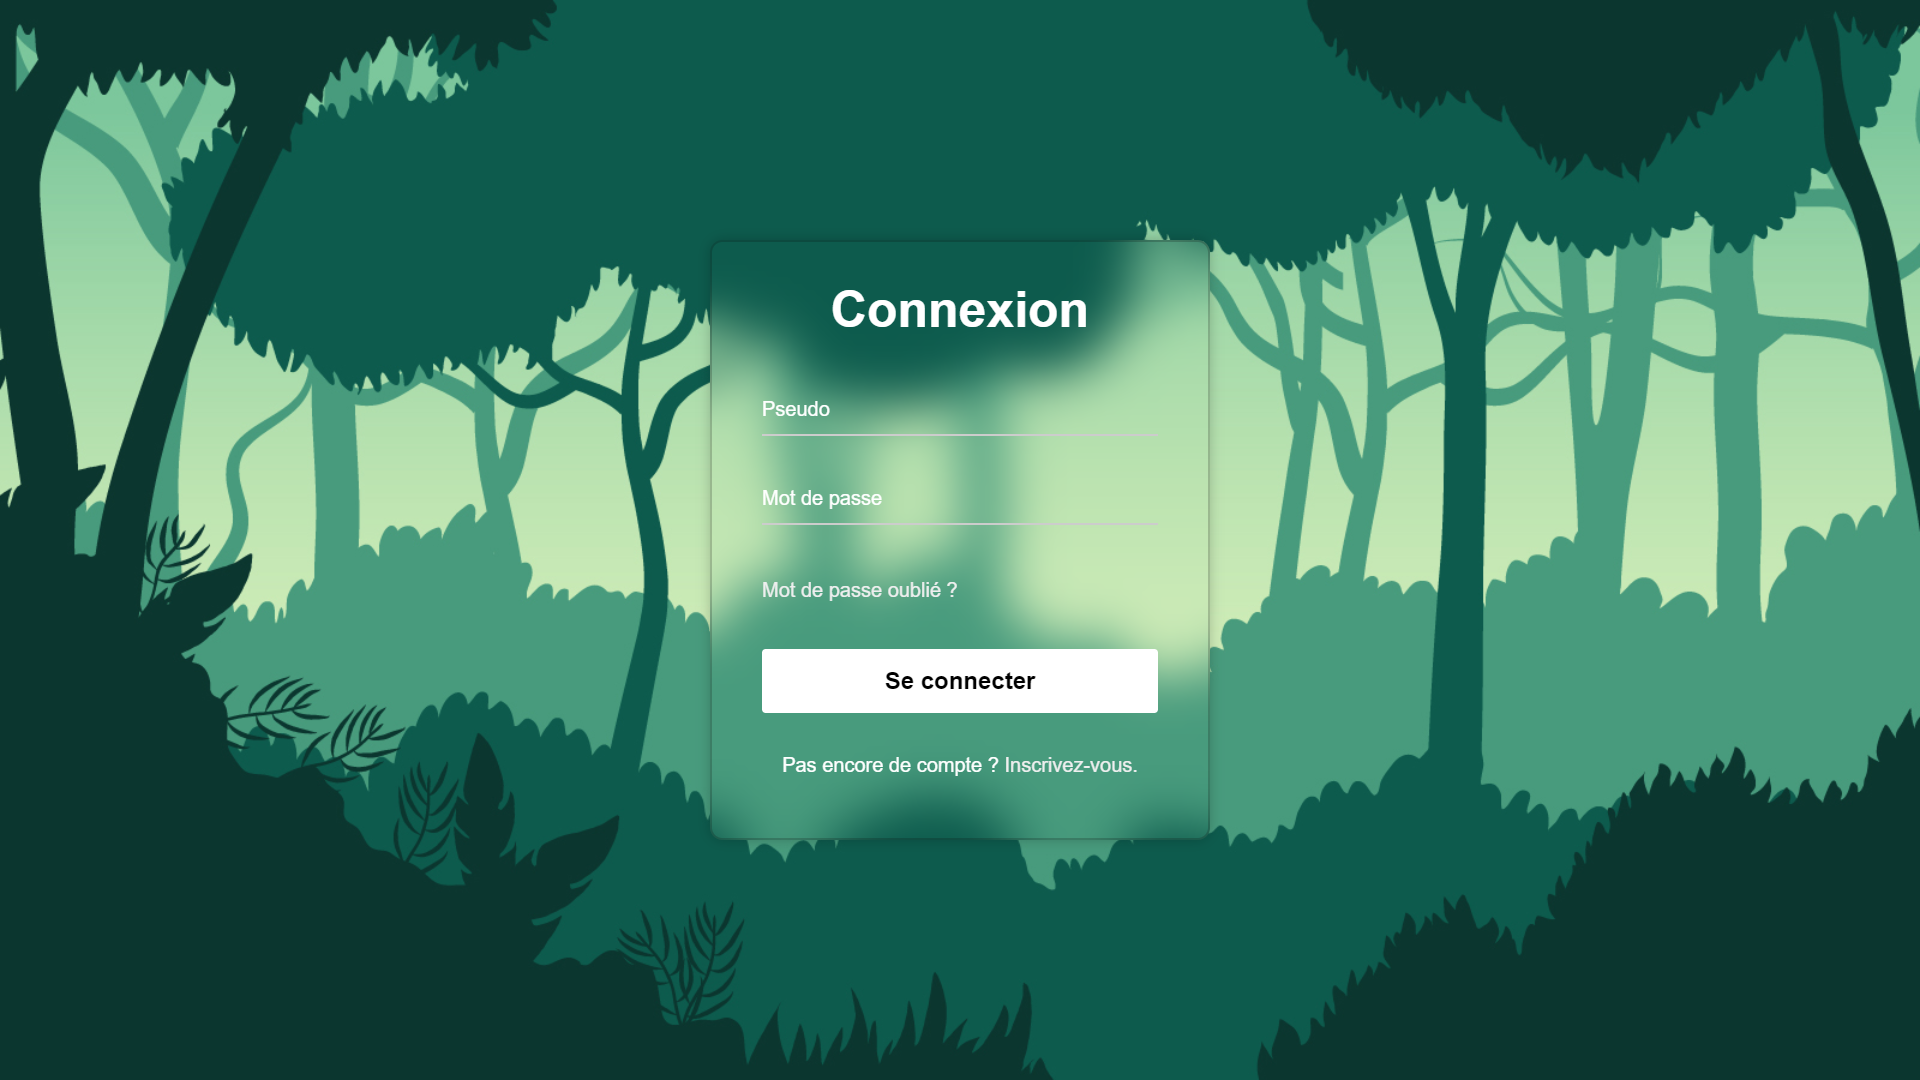 Connexion
Pseudo
Mot de passe
Mot de passe oublié ?
Se connecter
Pas encore de compte ? Inscrivez-vous.